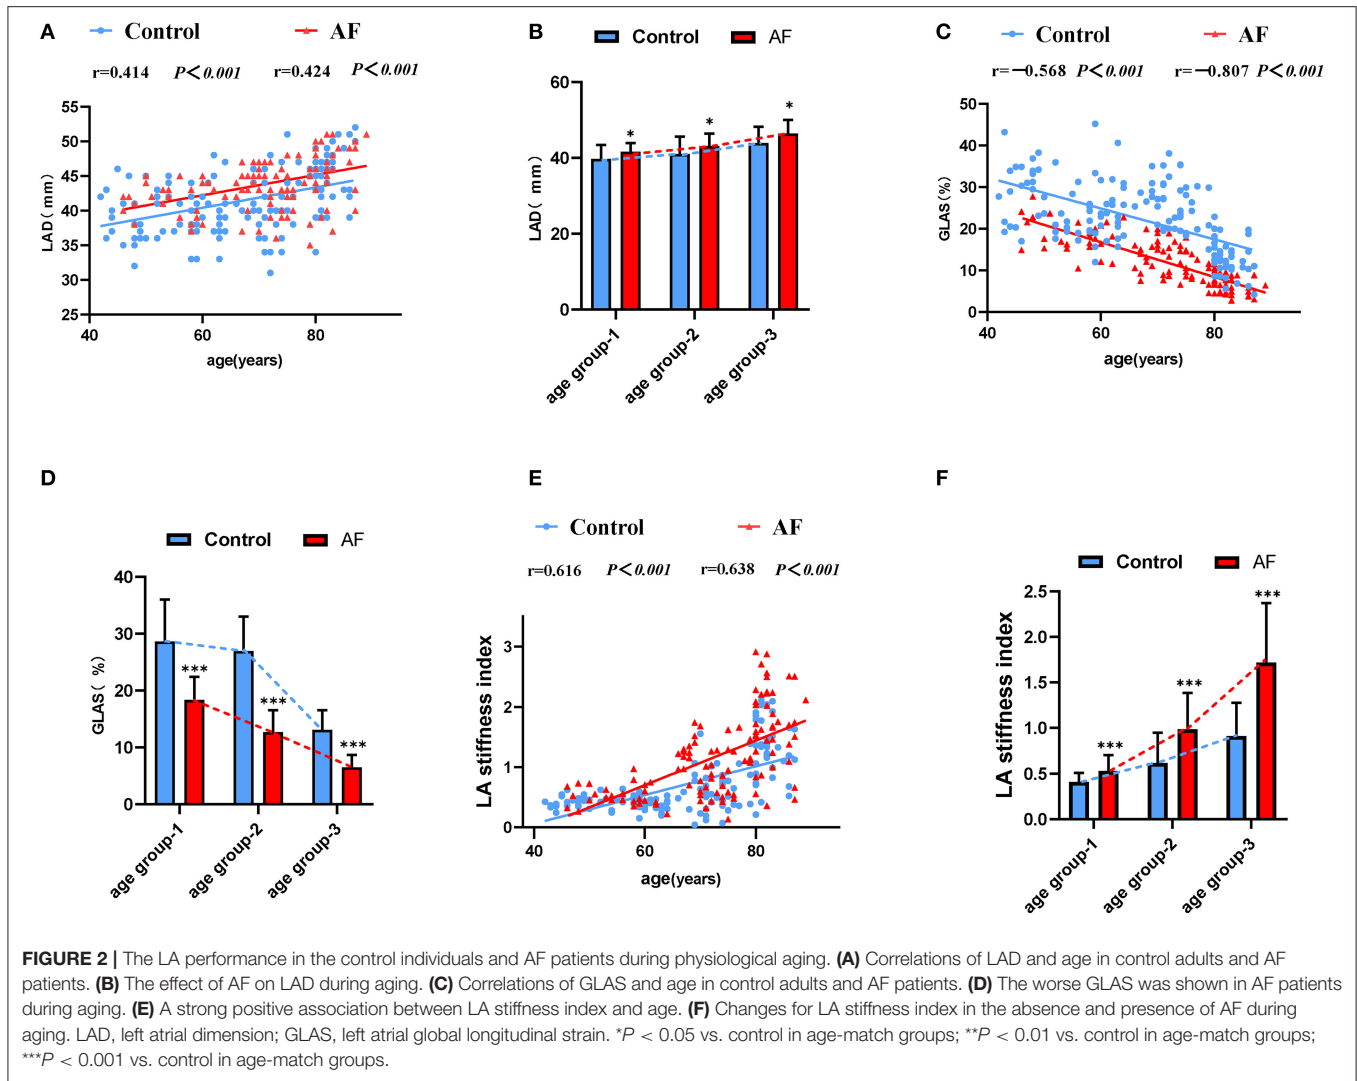 A
Control
AF
r=0.414
P<0.001
r=0.424
P<0.001
LAD( mm)
55
50
45
40
35
30
25
40
60
80
age(years)
B
Control
AF
LAD( mm)
60
40
20
0
*
*
*
age group-1
age group-2
age group-3
C
Control
AF
r=−0.568 P<0.001
r=−0.807 P<0.001
GLAS(%)
50
40
30
20
10
0
40
60
80
age(years)
D
Control
AF
GLAS( %)
40
30
20
10
0
***
***
***
age group-1
age group-2
age group-3
E
Control
AF
r=0.616
P<0.001
r=0.638
P<0.001
LA stiffness index
3
2
1
0
40
60
80
age(years)
F
Control
AF
LA stiffness index
2.5
2.0
1.5
1.0
0.5
0.0
***
***
***
age group-1
age group-2
age group-3
FIGURE 2 | The LA performance in the control individuals and AF patients during physiological aging. (A) Correlations of LAD and age in control adults and AF
patients. (B) The effect of AF on LAD during aging. (C) Correlations of GLAS and age in control adults and AF patients. (D) The worse GLAS was shown in AF patients
during aging. (E) A strong positive association between LA stiffness index and age. (F) Changes for LA stiffness index in the absence and presence of AF during
aging. LAD, left atrial dimension; GLAS, left atrial global longitudinal strain. *P < 0.05 vs. control in age-match groups; **P < 0.01 vs. control in age-match groups;
***P < 0.001 vs. control in age-match groups.